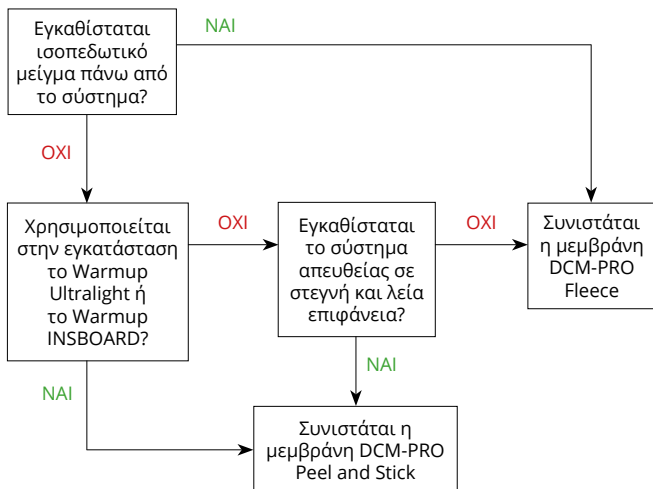 Εγκαθίσταται
ισοπεδωτικό
μείγμα πάνω από
το σύστημα?
ΝΑΙ
ΟΧΙ
Χρησιμοποιείται
στην εγκατάσταση
το Warmup
Ultralight ή
το Warmup
INSBOARD?
ΟΧΙ
Εγκαθίσταται
το σύστημα
απευθείας σε
στεγνή και λεία
επιφάνεια?
ΟΧΙ
Συνιστάται
η μεμβράνη
DCM-PRO
Fleece
ΝΑΙ
ΝΑΙ
Συνιστάται η
μεμβράνη DCM-PRO
Peel and Stick